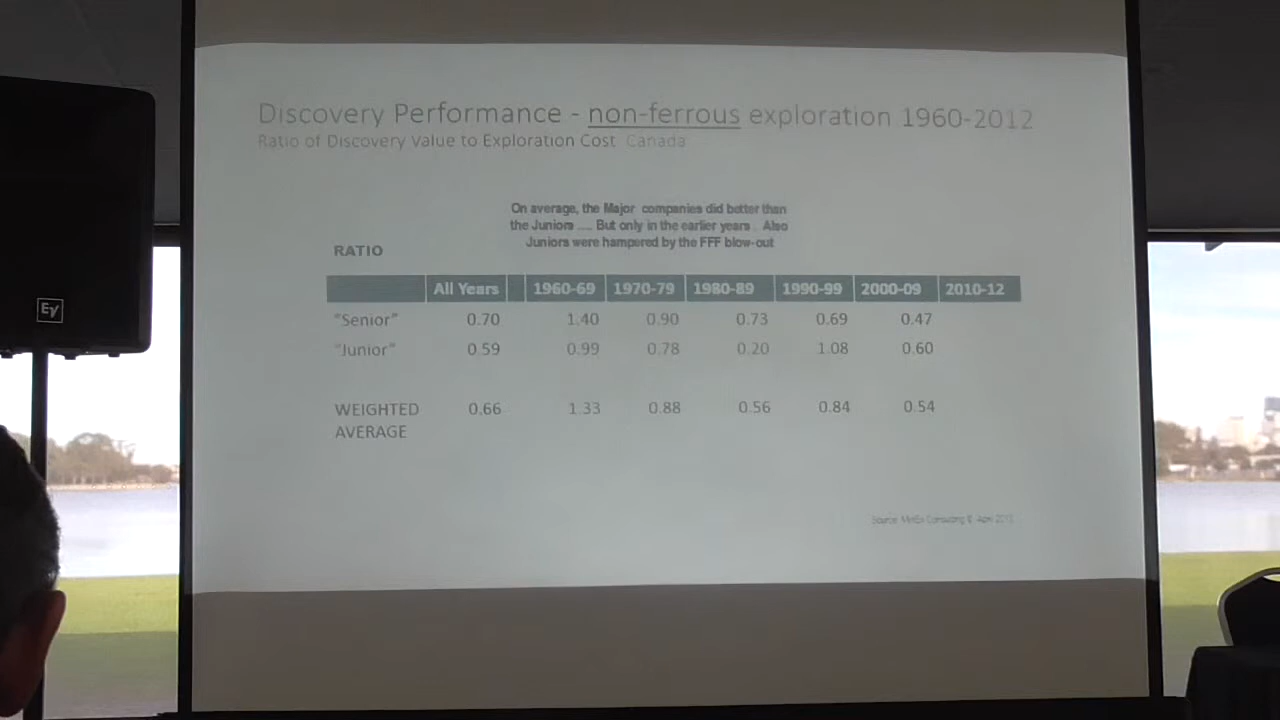 Discovery Performance - non-ferrous exploration 1960-2012
Ratio of Discovery Value to Exploration Cost Canada
On average, the Major companies did better than
the Juniors .... But only in the earlier years. Also
Juniors were hampered by the FFF blow-out
RATIO
All Years 1960-69 1970-79 1980-89 1990-99 2000-09 2010-12
"Senior" 0.70 1.40 0.90 0.73 0.69 0.47
"Junior" 0.59 0.99 0.78 0.20 1.08 0.60
WEIGHTED 0.66 1.33 0.88 0.56 0.84 0.54
AVERAGE
Source: MinEx Consulting © April
EV